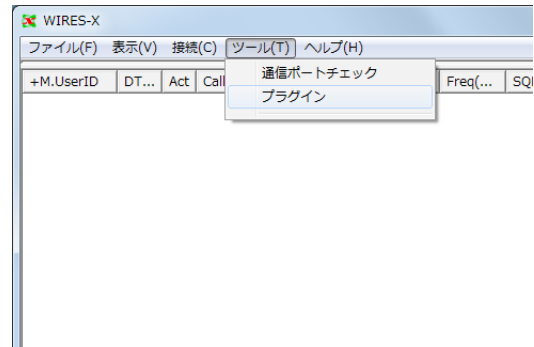 WIRES-X
ファイル(F) 表示(V) 接続(C) ツール(T) ヘルプ(H)
通信ポートチェック
プラグイン
+M.UserID DT... Act Call Freq(... SQ